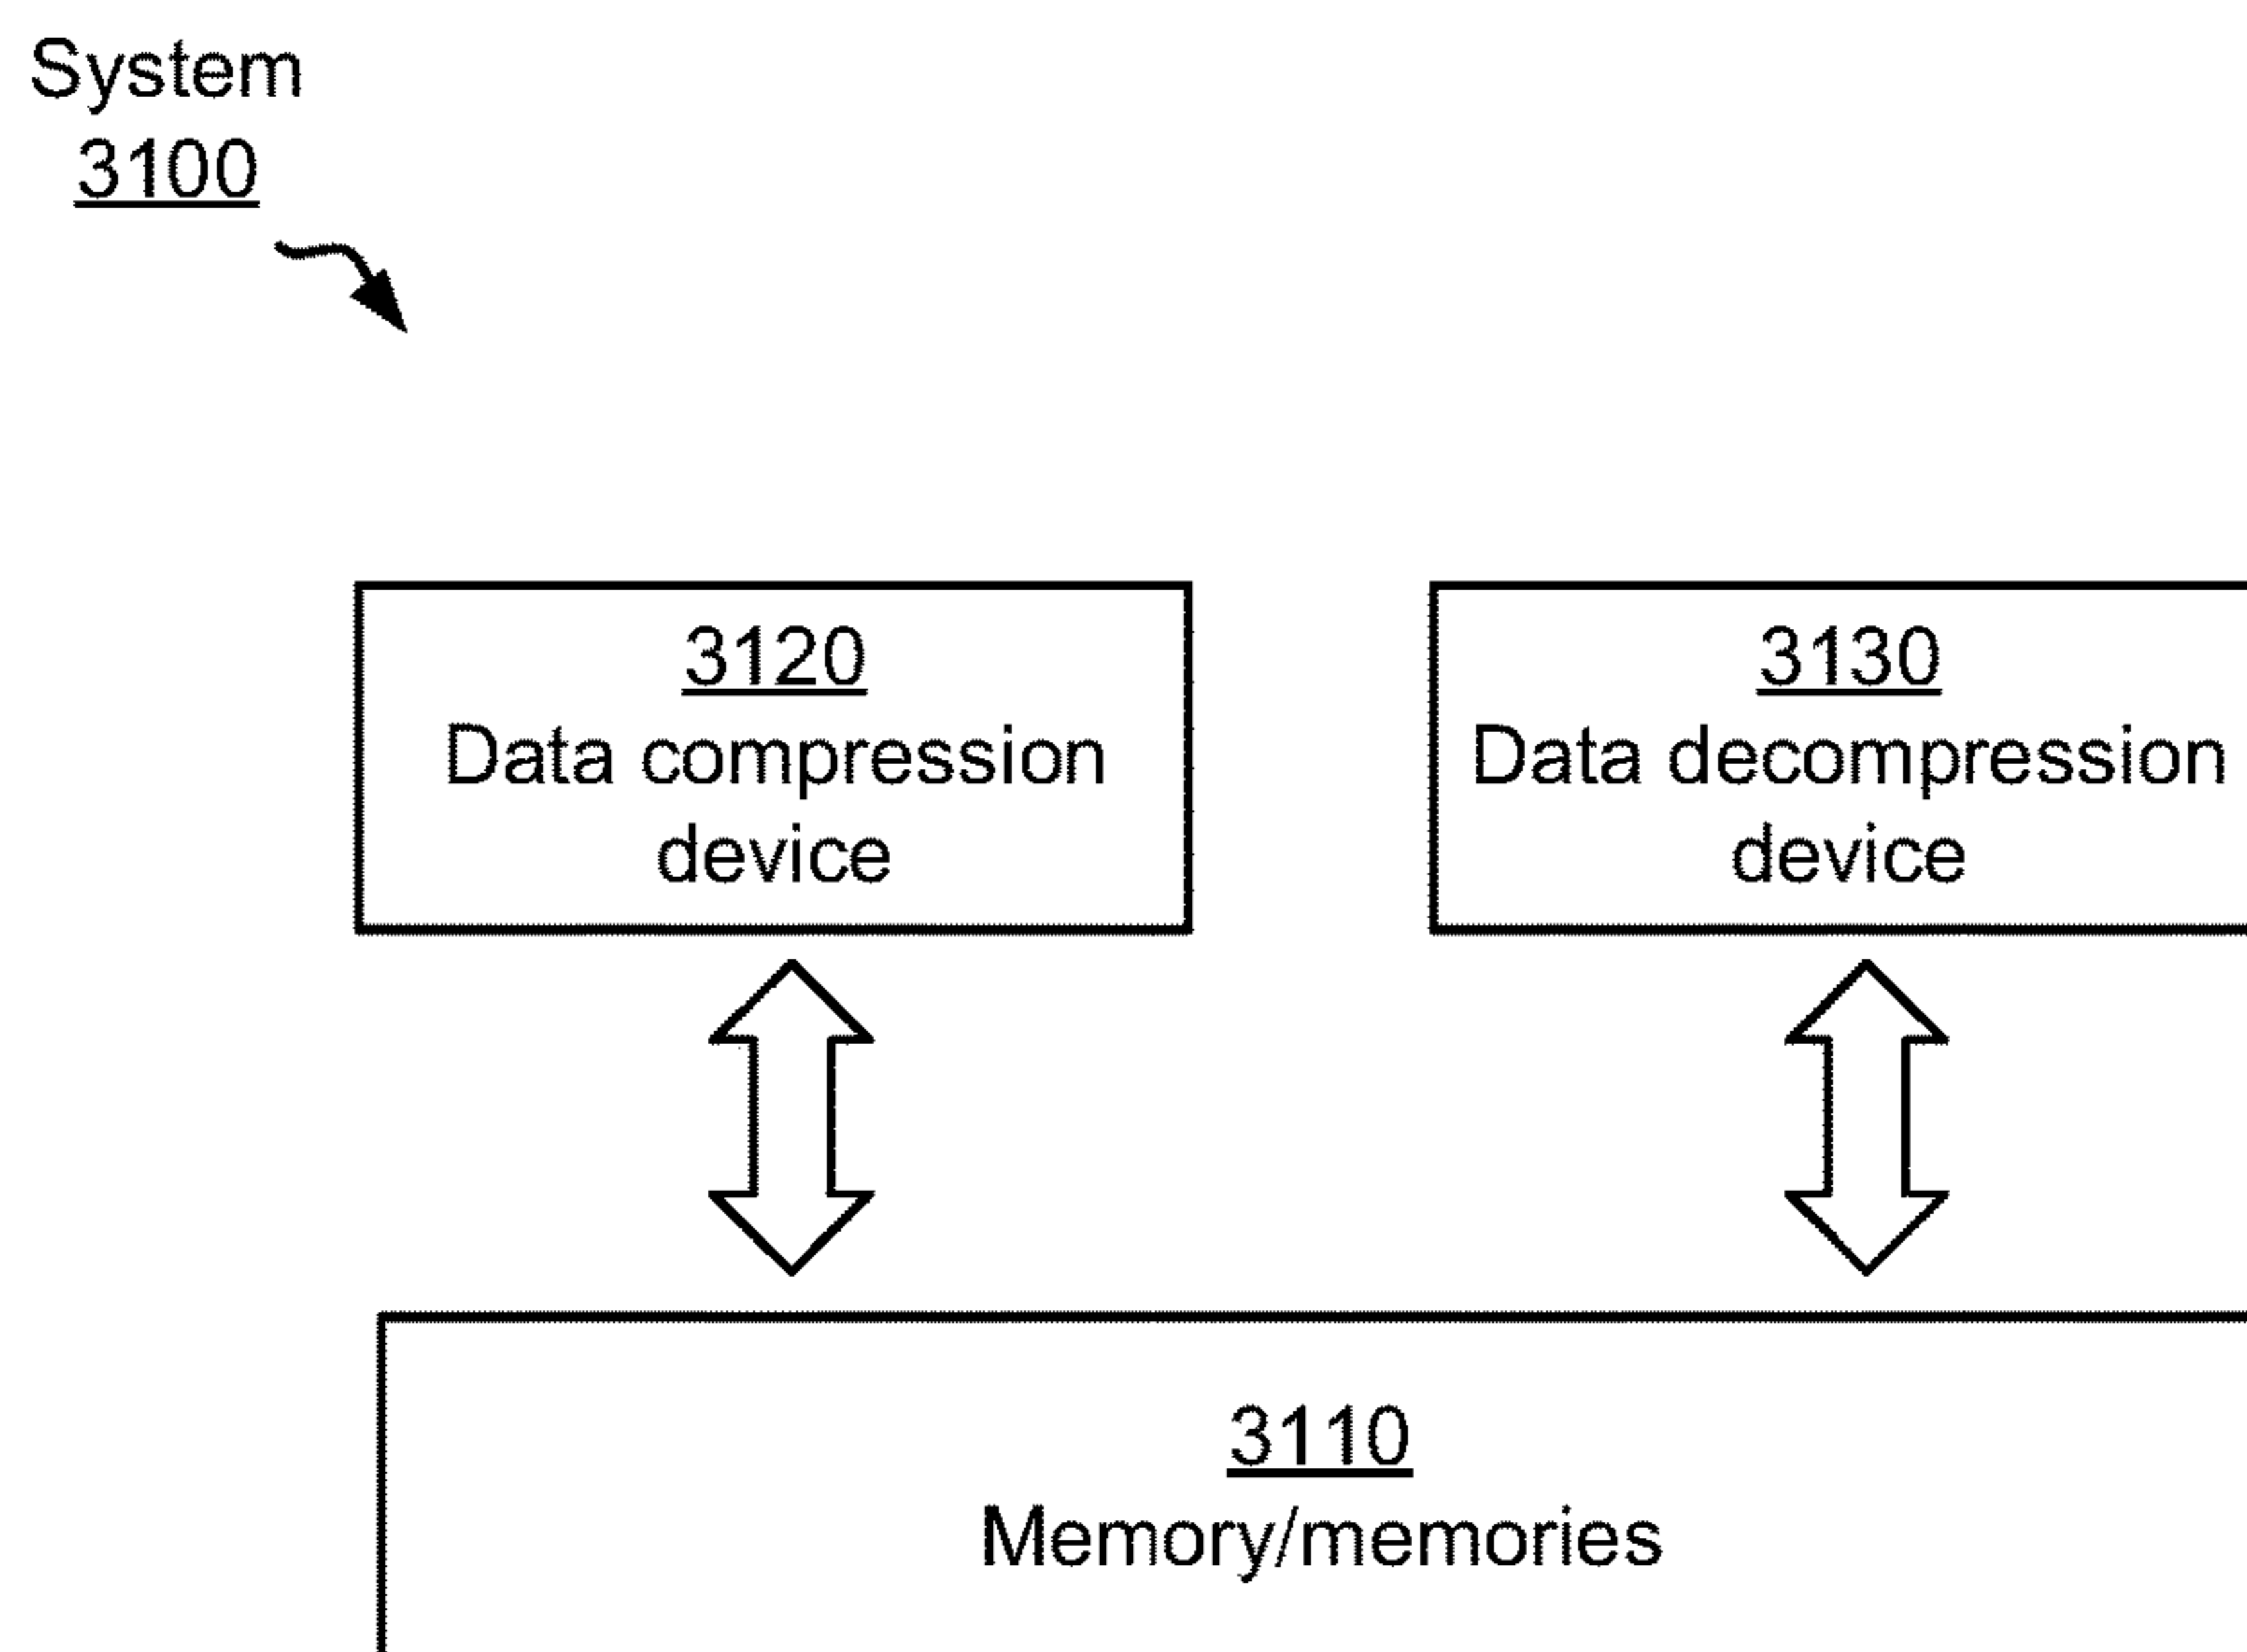 System
3100
3120
Data compression
device
3130
Data decompression
device
3110
Memory/memories